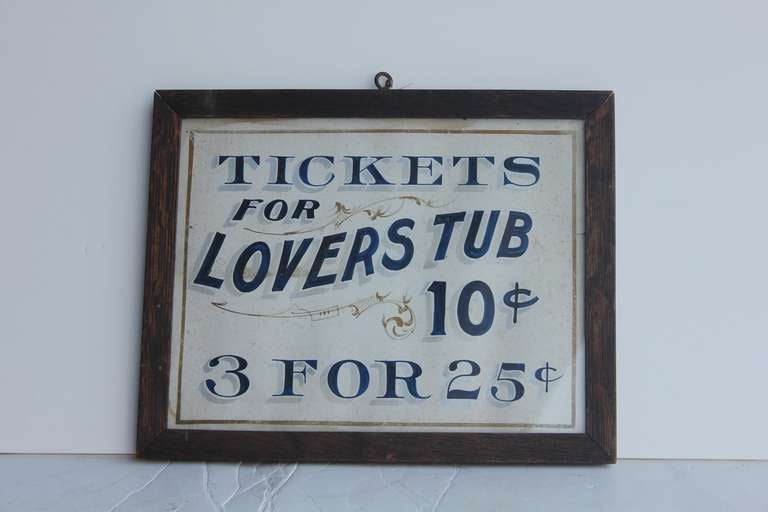 TICKETS
FOR
LOVERS TUB
10¢
3 FOR 25¢